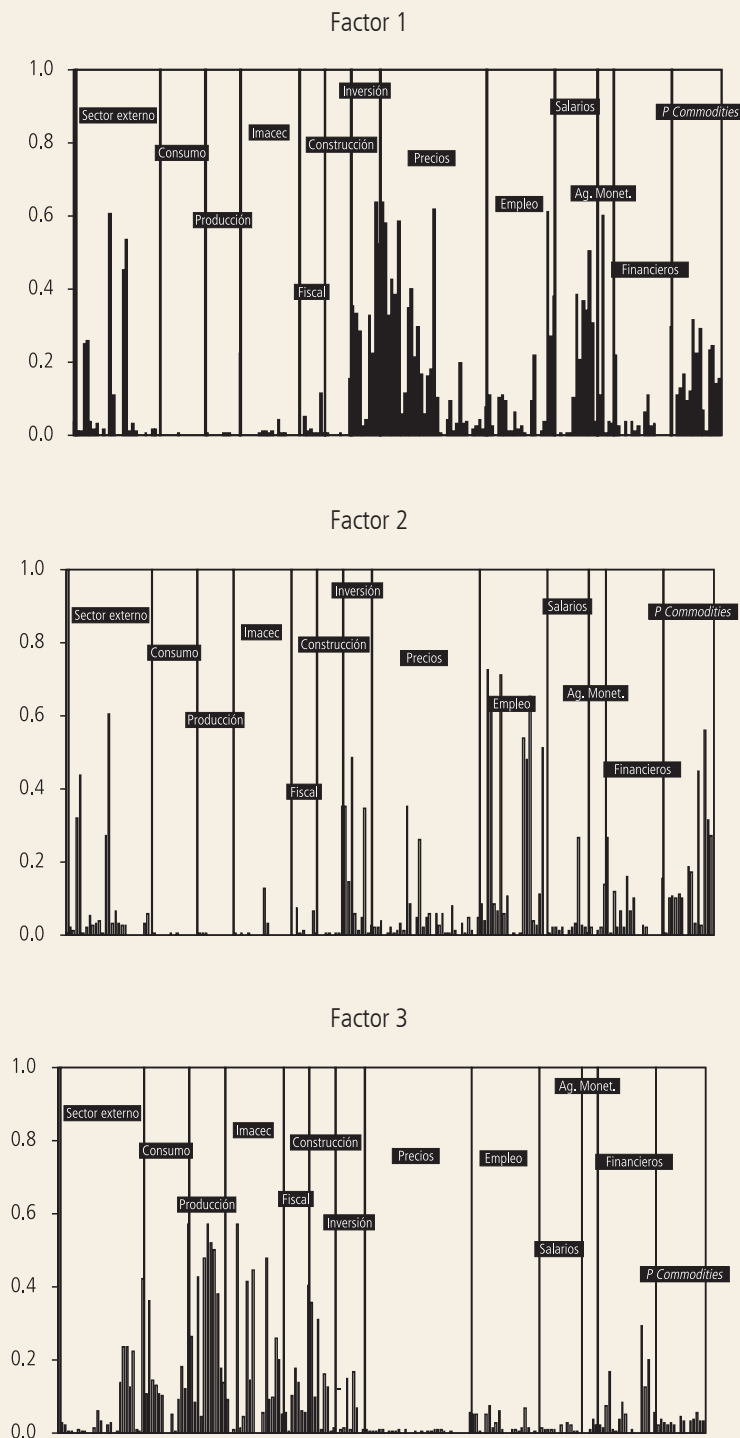 Factor 1
1.0
Inversión
Sector externo
Salarios
P Commodities
0.8
Imacec
Construcción
Consumo
Precios
Ag. Monet.
0.6
Producción
Empleo
Financieros
0.4
Fiscal
0.2
0.0
Factor 2
1.0
Inversión
Sector externo
Salarios
P Commodities
0.8
Imacec
Construcción
Consumo
Precios
Ag. Monet.
Empleo
0.6
Producción
Financieros
0.4
Fiscal
0.2
0.0
Factor 3
1.0
Ag. Monet.
Sector externo
Imacec
0.8
Construcción
Consumo
Precios
Empleo
Financieros
Fiscal
Producción
0.6
Inversión
Salarios
P Commodities
0.4
0.2
0.0